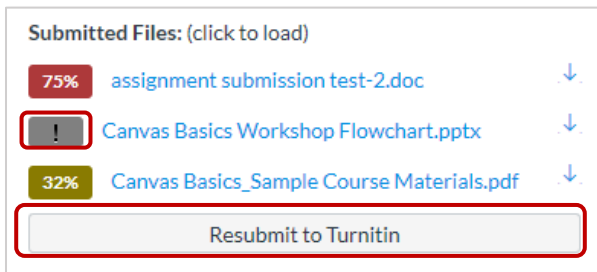 Submitted Files: (click to load)
75% assignment submission test-2.doc
! Canvas Basics Workshop Flowchart.pptx
32% Canvas Basics_Sample Course Materials.pdf
Resubmit to Turnitin